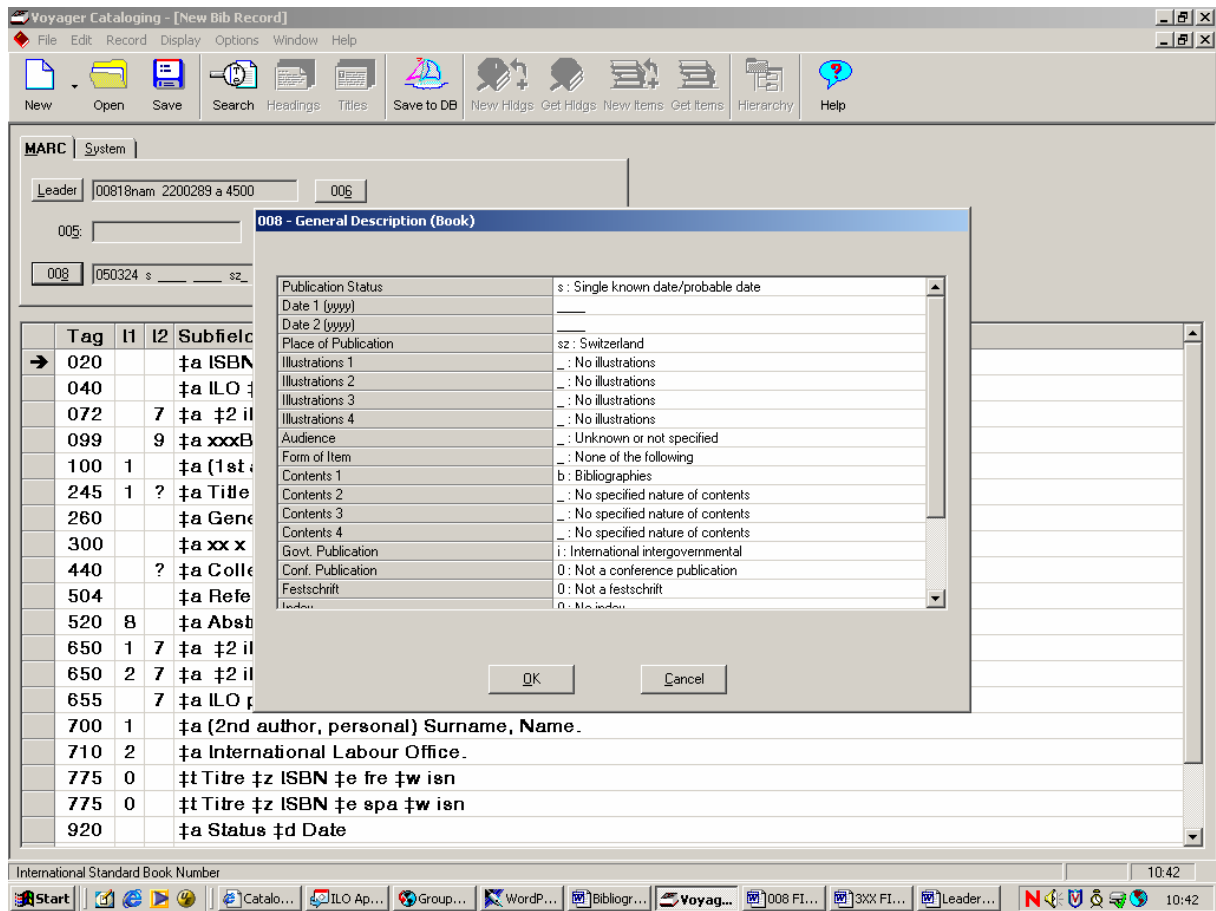 Voyager Cataloging - [New Bib Record]
File Edit Record Display Options Window Help
New Open Save Search Headings Titles Save to DB New Hldgs Get Hldgs New Items Get Items Hierarchy Help
MARC System
Leader 00818nam 2200289 a 4500 006
005:
008 050324 s ____ ____ sz_
008 - General Description (Book)
Publication Status s : Single known date/probable date
Date 1 (yyyy) ____
Date 2 (yyyy) ____
Place of Publication sz : Switzerland
Illustrations 1 _ : No illustrations
Illustrations 2 _ : No illustrations
Illustrations 3 _ : No illustrations
Illustrations 4 _ : No illustrations
Audience _ : Unknown or not specified
Form of Item _ : None of the following
Contents 1 b : Bibliographies
Contents 2 _ : No specified nature of contents
Contents 3 _ : No specified nature of contents
Contents 4 _ : No specified nature of contents
Govt. Publication i : International intergovernmental
Conf. Publication 0 : Not a conference publication
Festschrift 0 : Not a festschrift
Index 0 : No index
OK Cancel
Tag I1 I2 Subfield
020 ‡a ISBN
040 ‡a ILO ‡
072 7 ‡a ‡2 il
099 9 ‡a xxxB
100 1 ‡a (1st a
245 1 ? ‡a Title
260 ‡a Gene
300 ‡a xx x
440 ? ‡a Colle
504 ‡a Refe
520 8 ‡a Abst
650 1 7 ‡a ‡2 il
650 2 7 ‡a ‡2 il
655 7 ‡a ILO p
700 1 ‡a (2nd author, personal) Surname, Name.
710 2 ‡a International Labour Office.
775 0 ‡t Titre ‡z ISBN ‡e fre ‡w isn
775 0 ‡t Titre ‡z ISBN ‡e spa ‡w isn
920 ‡a Status ‡d Date
International Standard Book Number 10:42
Start Catalo... ILO Ap... Group... WordP... Bibliogr... Voyag... 008 FI... 3XX FI... Leader... 10:42